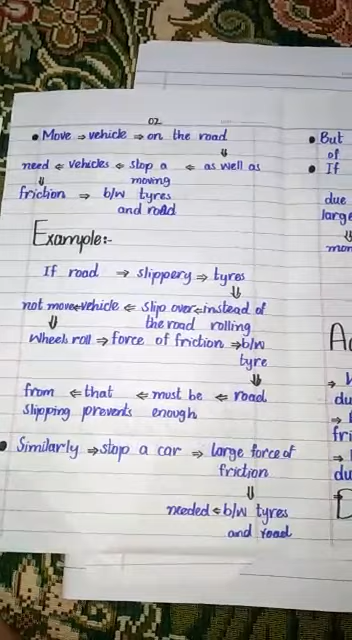 02
• Move → vehicle → on the road
⇓
need ← vehicles ← stop a ← as well as
⇓ moving
friction → b/w tyres
and road
Example:-
If road → slippery → tyres
⇓
not move ← vehicle ← slip over ← instead of
⇓ the road rolling
Wheels roll → force of friction → b/w
tyre
⇓
from ← that ← must be ← road
slipping prevents enough
• Similarly → stop a car → large force of
friction
⇓
needed ← b/w tyres
and road
• But
of
• If
due
large
⇓
→
du
→
fri
→
du